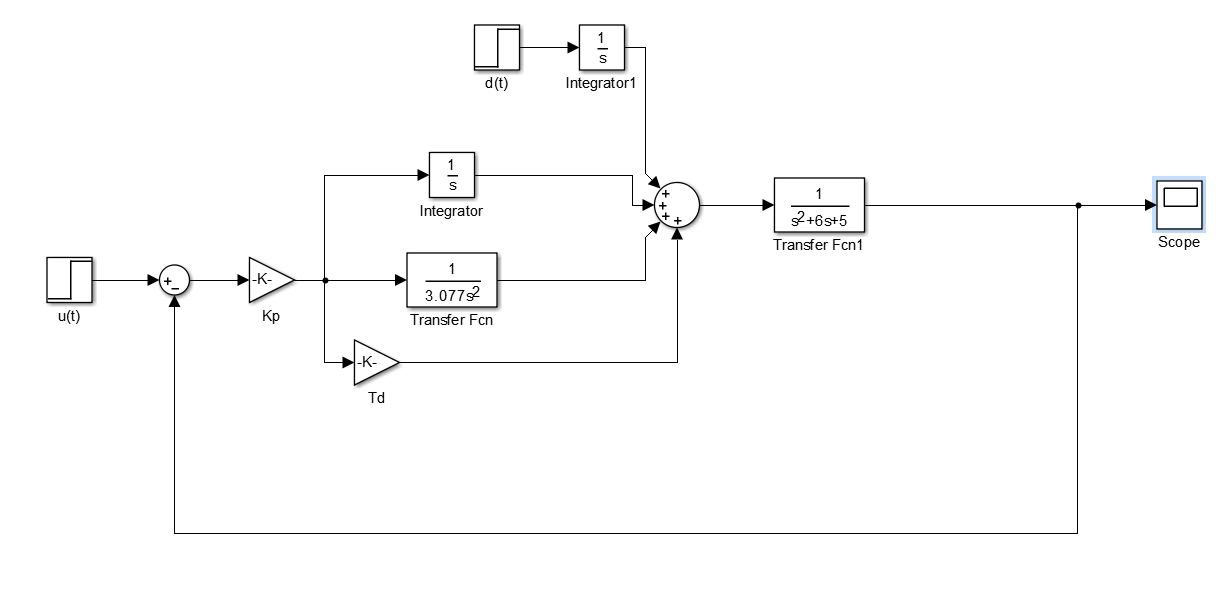 1
s
d(t)
Integrator1
1
s
Integrator
+
+
+
+
1
s2+6s+5
Transfer Fcn1
Scope
u(t)
+
−
-K-
Kp
1
3.077s2
Transfer Fcn
-K-
Td